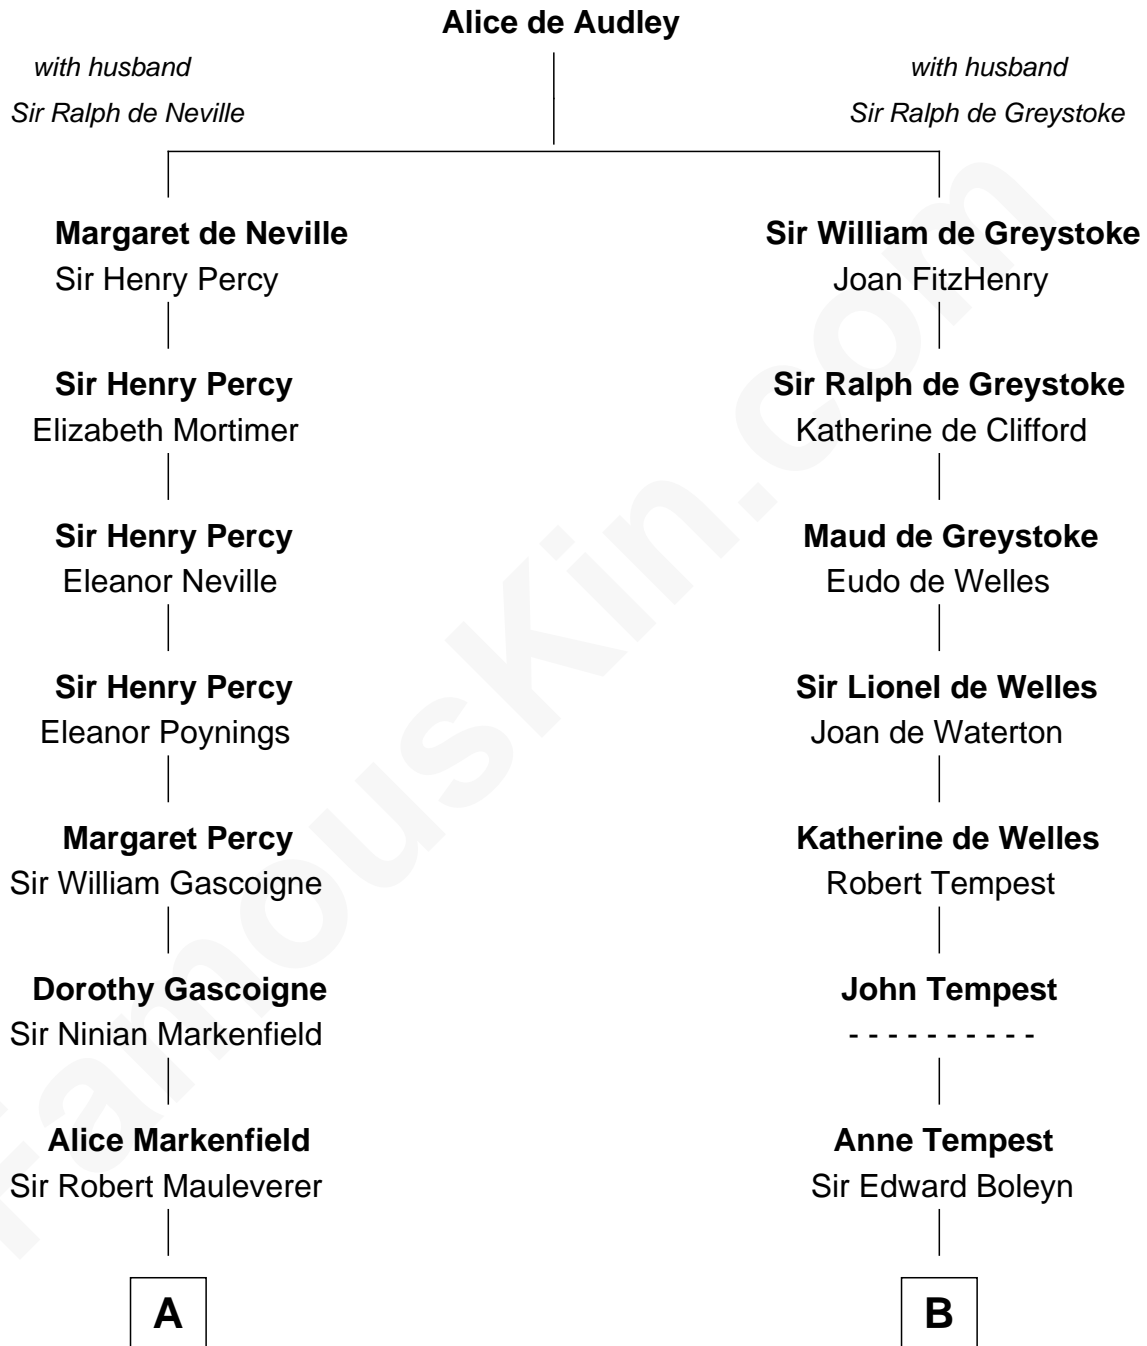 Alice de Audley
with husband
Sir Ralph de Neville
with husband
Sir Ralph de Greystoke
Margaret de Neville
Sir Henry Percy
Sir William de Greystoke
Joan FitzHenry
Sir Henry Percy
Elizabeth Mortimer
Sir Ralph de Greystoke
Katherine de Clifford
Sir Henry Percy
Eleanor Neville
Maud de Greystoke
Eudo de Welles
Sir Henry Percy
Eleanor Poynings
Sir Lionel de Welles
Joan de Waterton
Margaret Percy
Sir William Gascoigne
Katherine de Welles
Robert Tempest
Dorothy Gascoigne
Sir Ninian Markenfield
John Tempest
- - - - - - - - - -
Alice Markenfield
Sir Robert Mauleverer
Anne Tempest
Sir Edward Boleyn
A
B
FamousKin.com